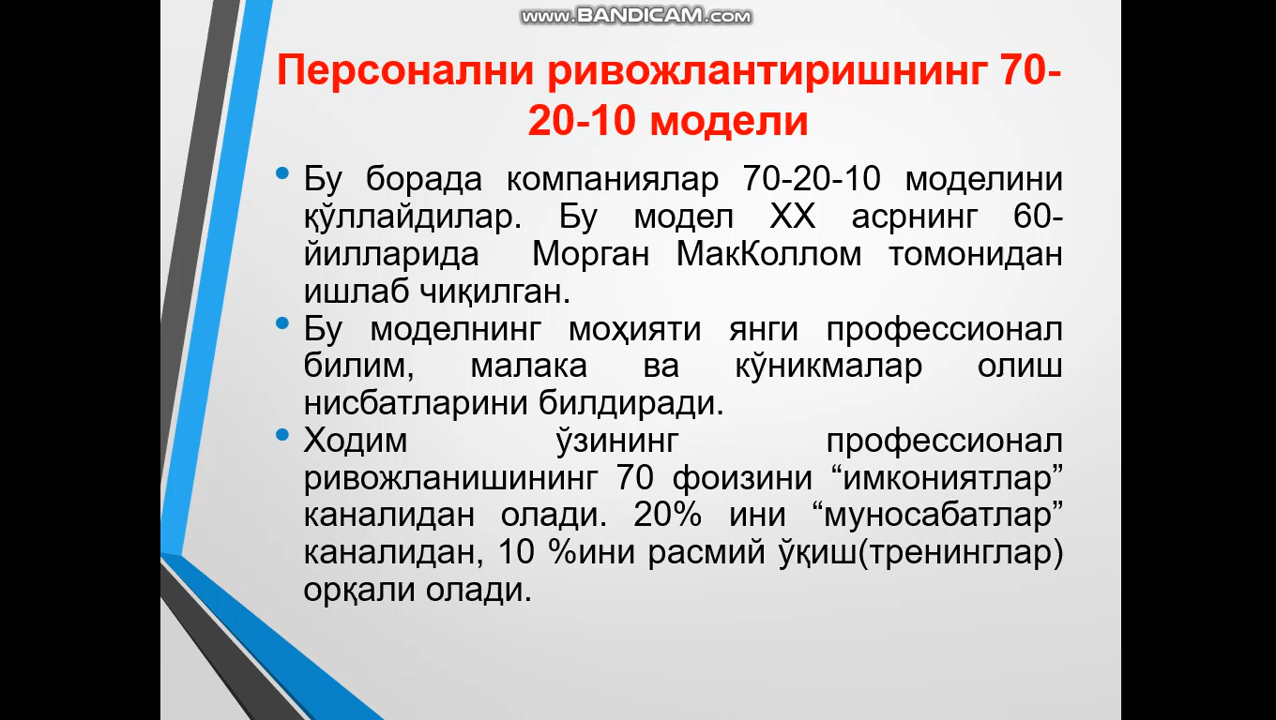 www.BANDICAM.com
Персонални ривожлантиришнинг 70-
20-10 модели
• Бу борада компаниялар 70-20-10 моделини
қўллайдилар. Бу модел XX асрнинг 60-
йилларида Морган МакКоллом томонидан
ишлаб чиқилган.
• Бу моделнинг моҳияти янги профессионал
билим, малака ва кўникмалар олиш
нисбатларини билдиради.
• Ходим ўзининг профессионал
ривожланишининг 70 фоизини “имкониятлар”
каналидан олади. 20% ини “муносабатлар”
каналидан, 10 %ини расмий ўқиш(тренинглар)
орқали олади.